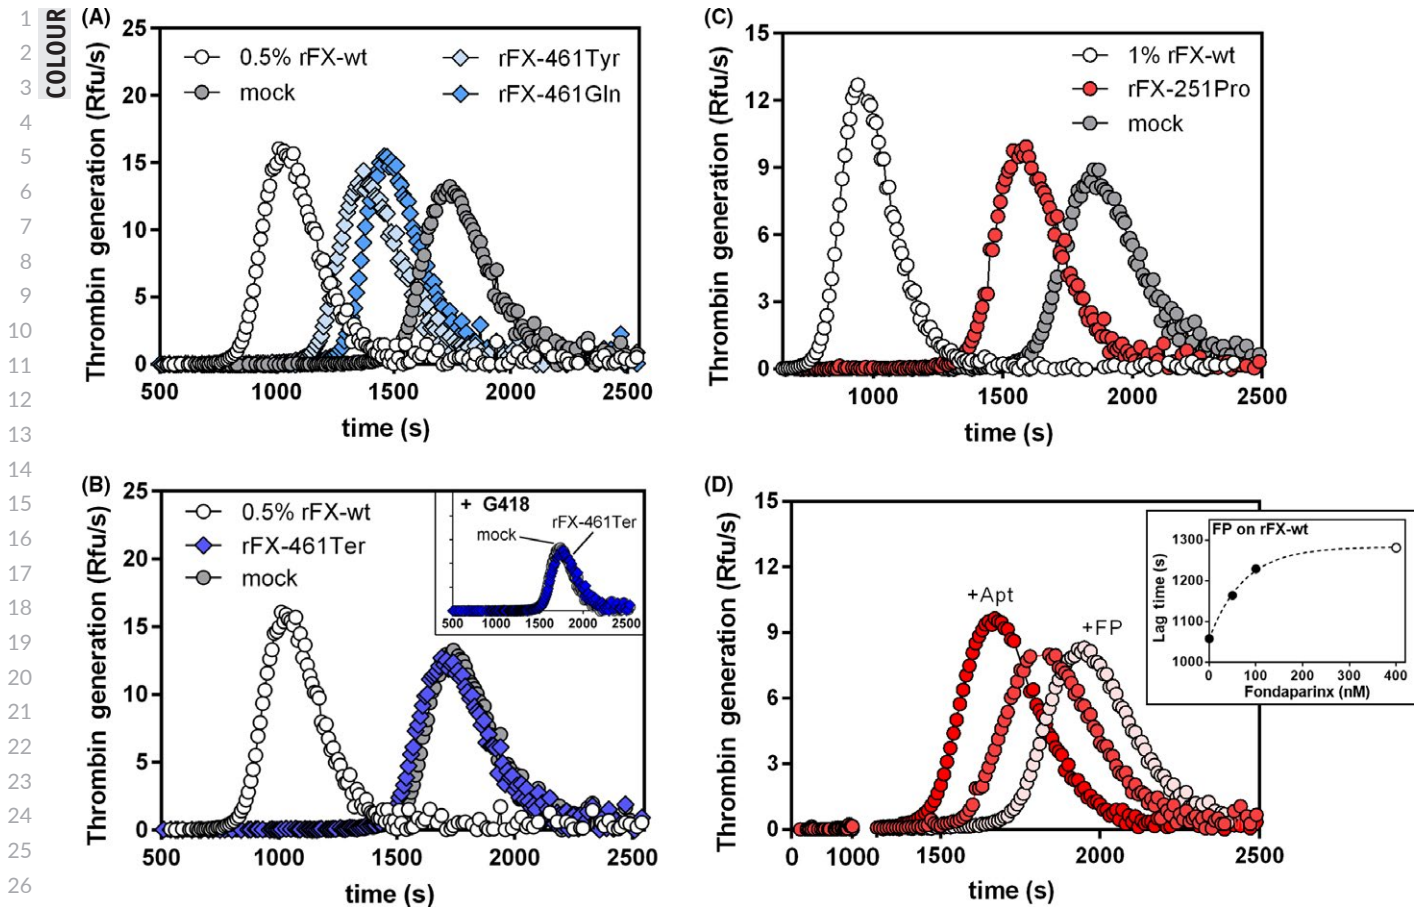 1
2
3
4
5
6
7
8
9
10
11
12
13
14
15
16
17
18
19
20
21
22
23
24
25
26
COLOUR
(A)
Thrombin generation (Rfu/s)
25
20
15
10
5
0
0.5% rFX-wt
mock
rFX-461Tyr
rFX-461Gln
500 1000 1500 2000 2500
time (s)
(C)
Thrombin generation (Rfu/s)
15
12
9
6
3
0
1% rFX-wt
rFX-251Pro
mock
1000 1500 2000 2500
time (s)
(B)
Thrombin generation (Rfu/s)
25
20
15
10
5
0
0.5% rFX-wt
rFX-461Ter
mock
+ G418
mock
rFX-461Ter
500 1000 1500 2000 2500
500 1000 1500 2000 2500
time (s)
(D)
Thrombin generation (Rfu/s)
15
12
9
6
3
0
+Apt
+FP
FP on rFX-wt
Lag time (s)
1300
1200
1100
1000
0 100 200 300 400
Fondaparinx (nM)
0 1000 1500 2000 2500
time (s)